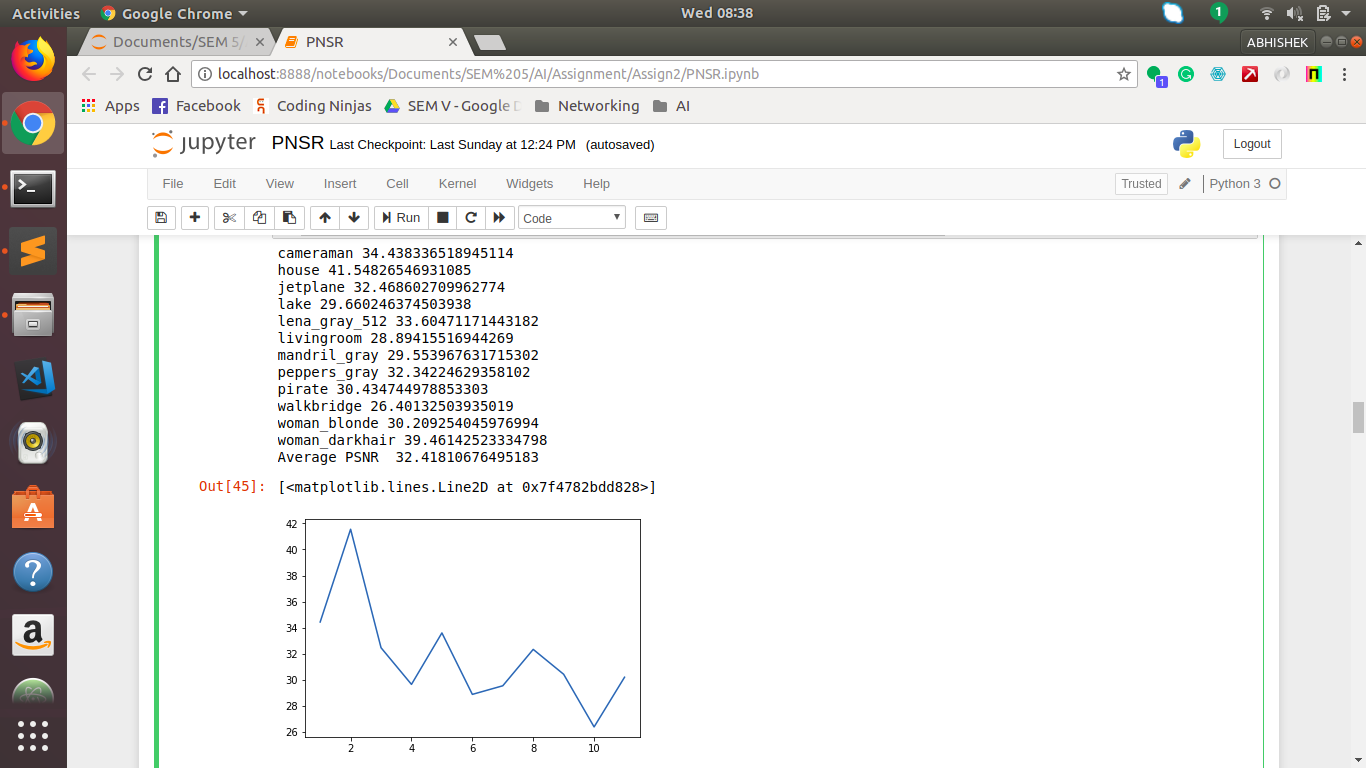 Activities Google Chrome Wed 08:38 1
Documents/SEM 5/ PNSR ABHISHEK
localhost:8888/notebooks/Documents/SEM%205/AI/Assignment/Assign2/PNSR.ipynb 1
Apps Facebook Coding Ninjas SEM V - Google D Networking AI
jupyter PNSR Last Checkpoint: Last Sunday at 12:24 PM (autosaved) Logout
File Edit View Insert Cell Kernel Widgets Help Trusted Python 3
Run Code
cameraman 34.438336518945114
house 41.54826546931085
jetplane 32.468602709962774
lake 29.660246374503938
lena_gray_512 33.60471171443182
livingroom 28.89415516944269
mandril_gray 29.553967631715302
peppers_gray 32.34224629358102
pirate 30.434744978853303
walkbridge 26.40132503935019
woman_blonde 30.209254045976994
woman_darkhair 39.46142523334798
Average PSNR  32.41810676495183
Out[45]: [<matplotlib.lines.Line2D at 0x7f4782bdd828>]
42
40
38
36
34
32
30
28
26
2 4 6 8 10